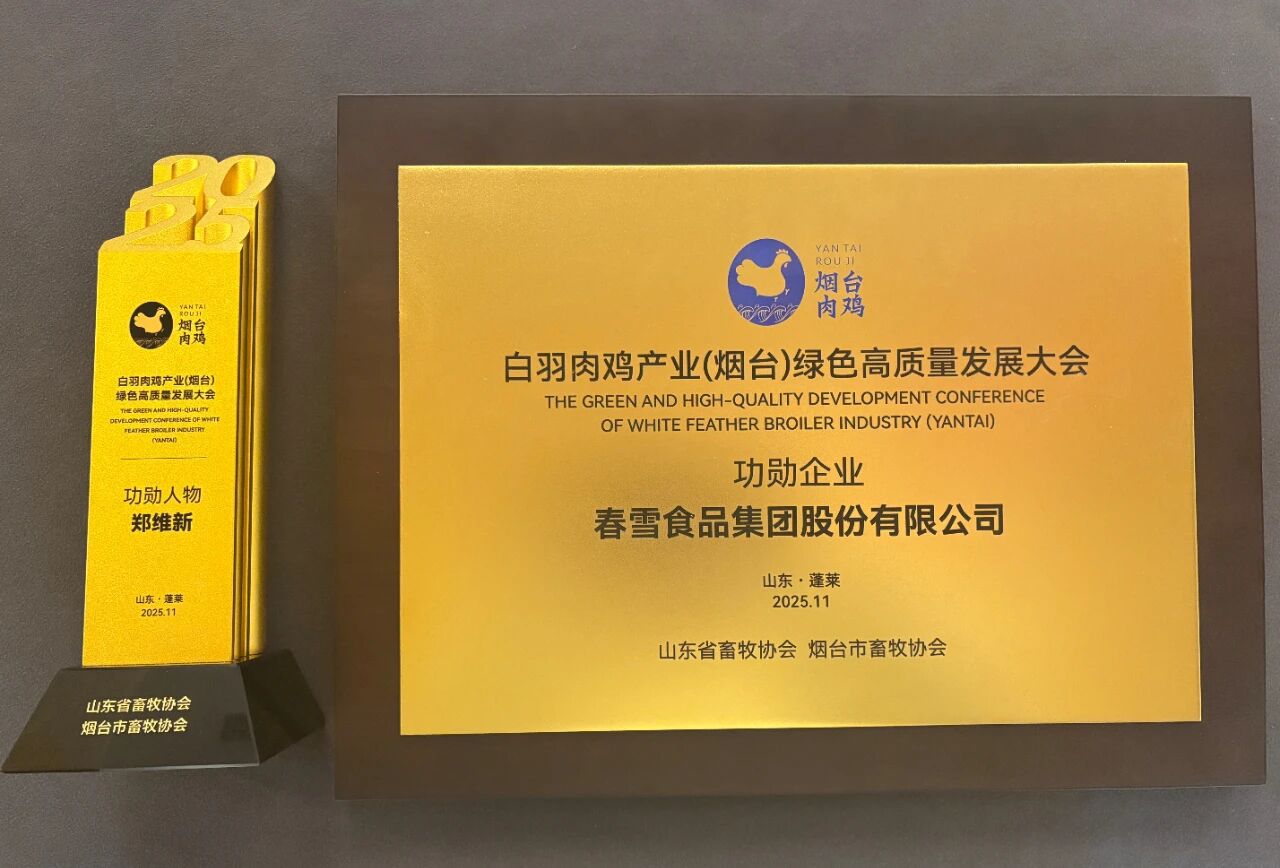 20
25
YAN TAI
ROU JI
烟台
肉鸡
白羽肉鸡产业(烟台)
绿色高质量发展大会
THE GREEN AND HIGH-QUALITY
DEVELOPMENT CONFERENCE OF WHITE
FEATHER BROILER INDUSTRY
(YANTAI)
功勋人物
郑维新
山东·蓬莱
2025.11
山东省畜牧协会
烟台市畜牧协会
YAN TAI
ROU JI
烟台
肉鸡
白羽肉鸡产业(烟台)绿色高质量发展大会
THE GREEN AND HIGH-QUALITY DEVELOPMENT CONFERENCE
OF WHITE FEATHER BROILER INDUSTRY (YANTAI)
功勋企业
春雪食品集团股份有限公司
山东·蓬莱
2025.11
山东省畜牧协会 烟台市畜牧协会